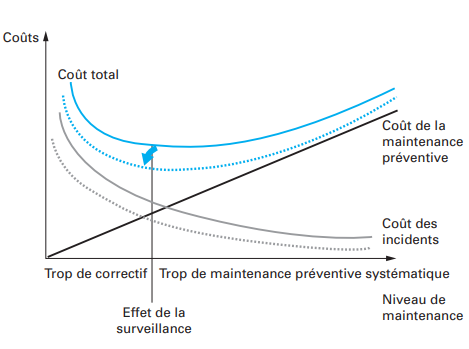 Coûts
Coût total
Coût de la
maintenance
préventive
Coût des
incidents
Trop de correctif
Trop de maintenance préventive systématique
Niveau de
maintenance
Effet de la
surveillance